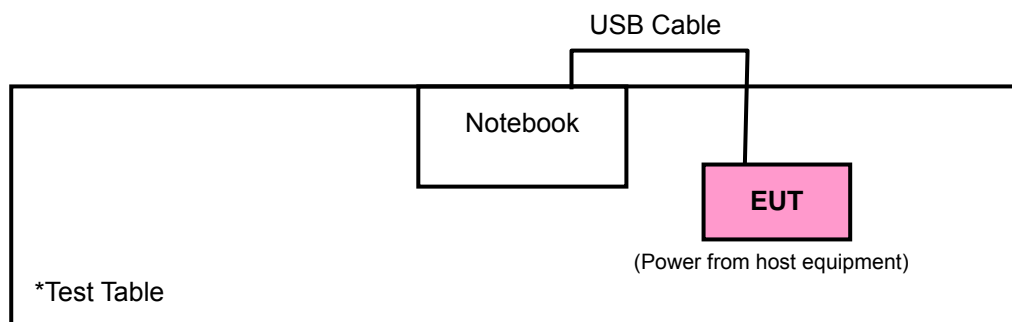 USB Cable
Notebook
EUT
(Power from host equipment)
*Test Table